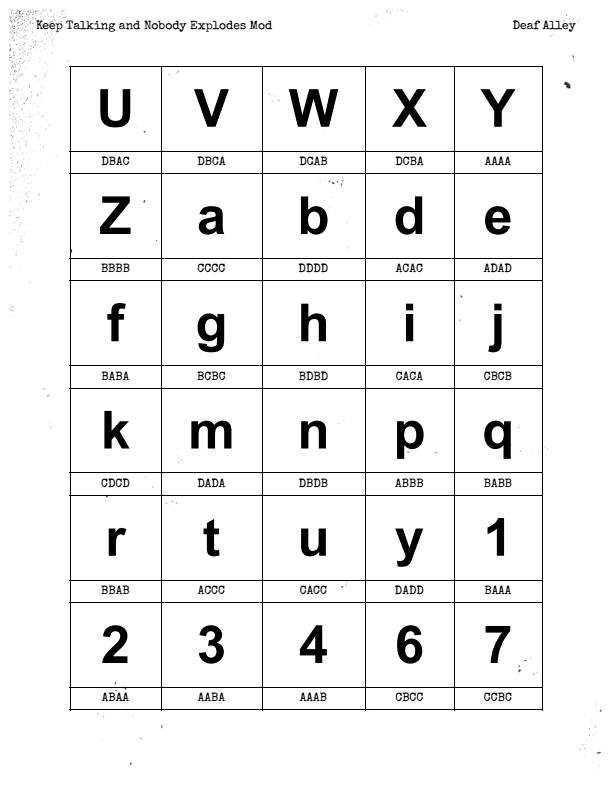 Keep Talking and Nobody Explodes Mod Deaf Alley
U V W X Y
DBAC DBCA DCAB DCBA AAAA
Z a b d e
BBBB CCCC DDDD ACAC ADAD
f g h i j
BABA BCBC BDBD CACA CBCB
k m n p q
CDCD DADA DBDB ABBB BABB
r t u y 1
BBAB ACCC CACC DADD BAAA
2 3 4 6 7
ABAA AABA AAAB CBCC CCBC